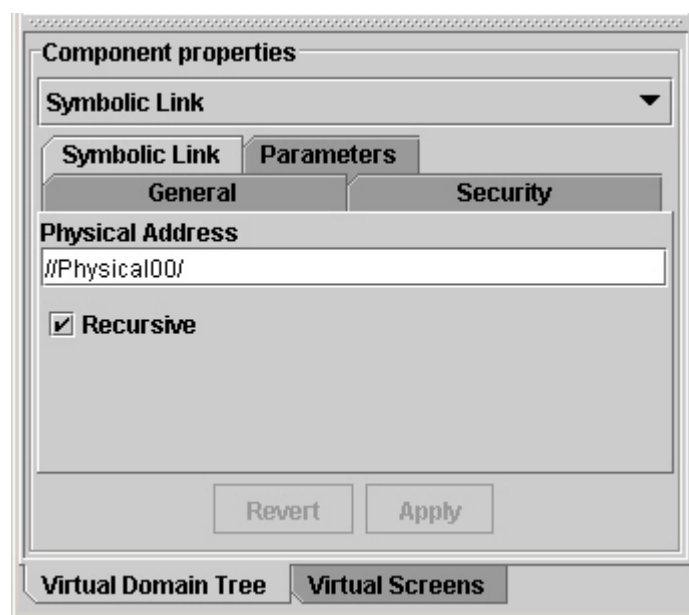 Component properties
Symbolic Link
Symbolic Link Parameters
General Security
Physical Address
//Physical00/
Recursive
Revert Apply
Virtual Domain Tree Virtual Screens